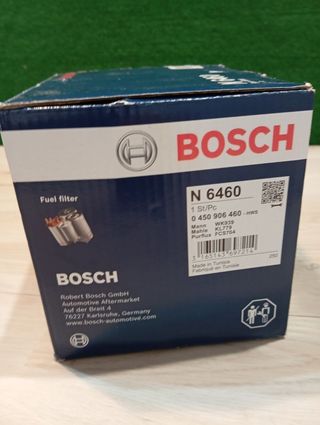 BOSCH
Fuel filter
N 6460
1 St/Pc
0 450 906 460 -HWS
Mann WK939
Mahle KL779
Purflux FCS704
Made in Tunisia
Fabriqué en Tunisie
250
BOSCH
Robert Bosch GmbH
Automotive Aftermarket
Auf der Breit 4
76227 Karlsruhe, Germany
www.bosch-automotive.com